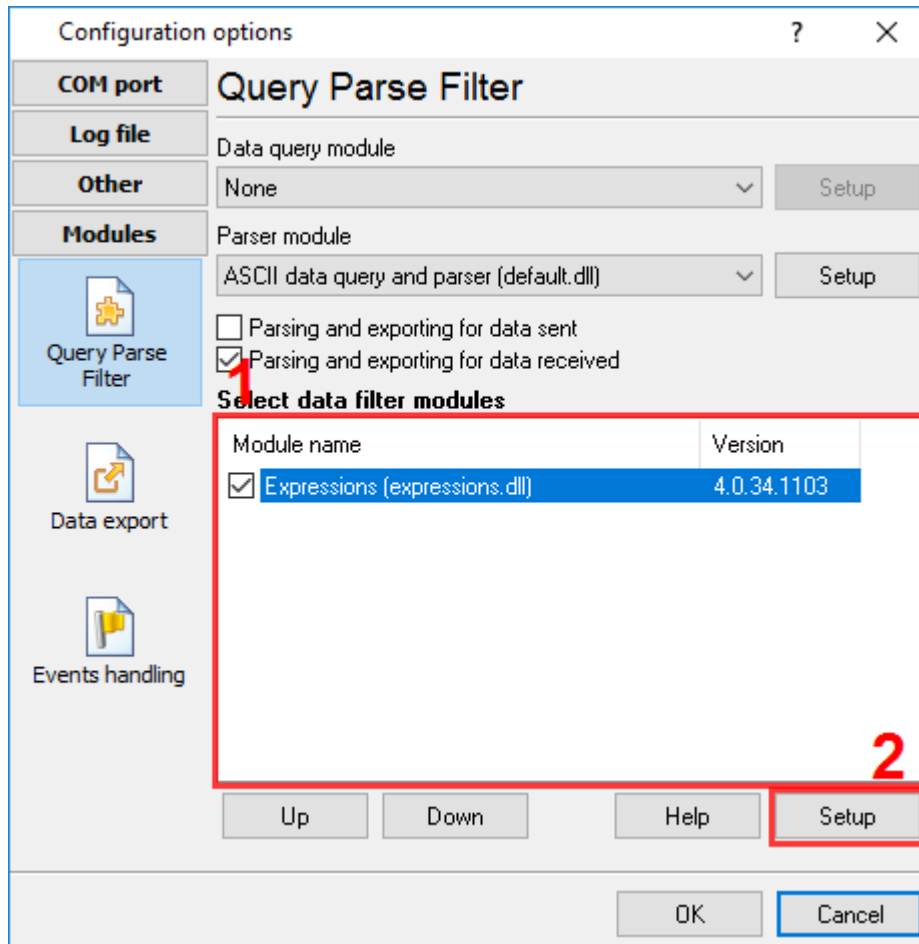 Configuration options
?
COM port
Log file
Other
Modules
Query Parse
Filter
Data export
Events handling
Query Parse Filter
Data query module
None
Setup
Parser module
ASCII data query and parser (default.dll)
Setup
Parsing and exporting for data sent
Parsing and exporting for data received
1
Select data filter modules
Module name Version
Expressions (expressions.dll) 4.0.34.1103
2
Up Down Help Setup
OK Cancel